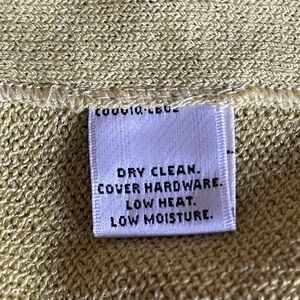 DRY CLEAN.
COVER HARDWARE.
LOW HEAT.
LOW MOISTURE.